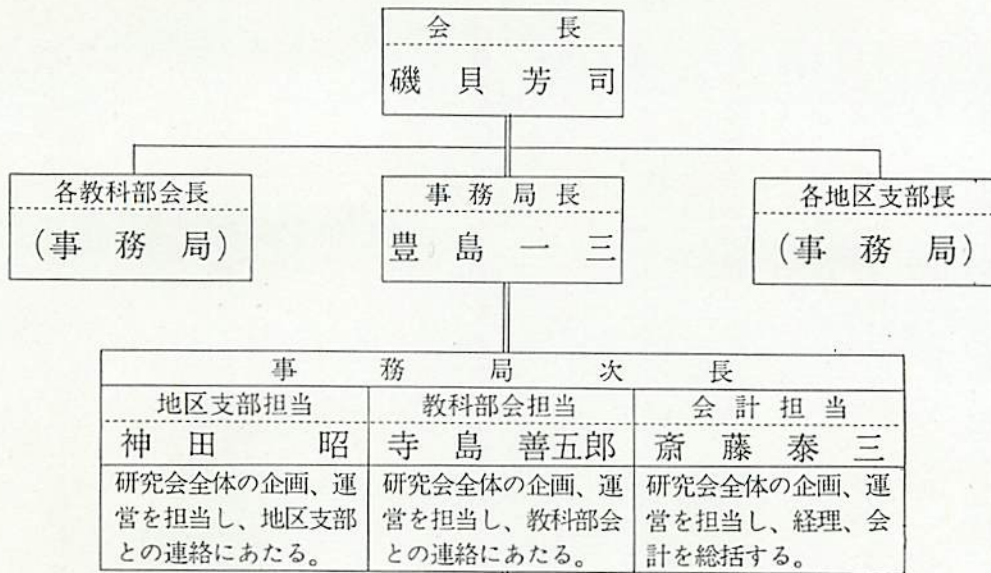 会長
磯貝芳司
各教科部会長
(事務局)
事務局長
豊島一三
各地区支部長
(事務局)
事務局次長
地区支部担当
神田昭
研究会全体の企画、運
営を担当し、地区支部
との連絡にあたる。
教科部会担当
寺島善五郎
研究会全体の企画、運
営を担当し、教科部会
との連絡にあたる。
会計担当
斎藤泰三
研究会全体の企画、運
営を担当し、経理、会
計を総括する。